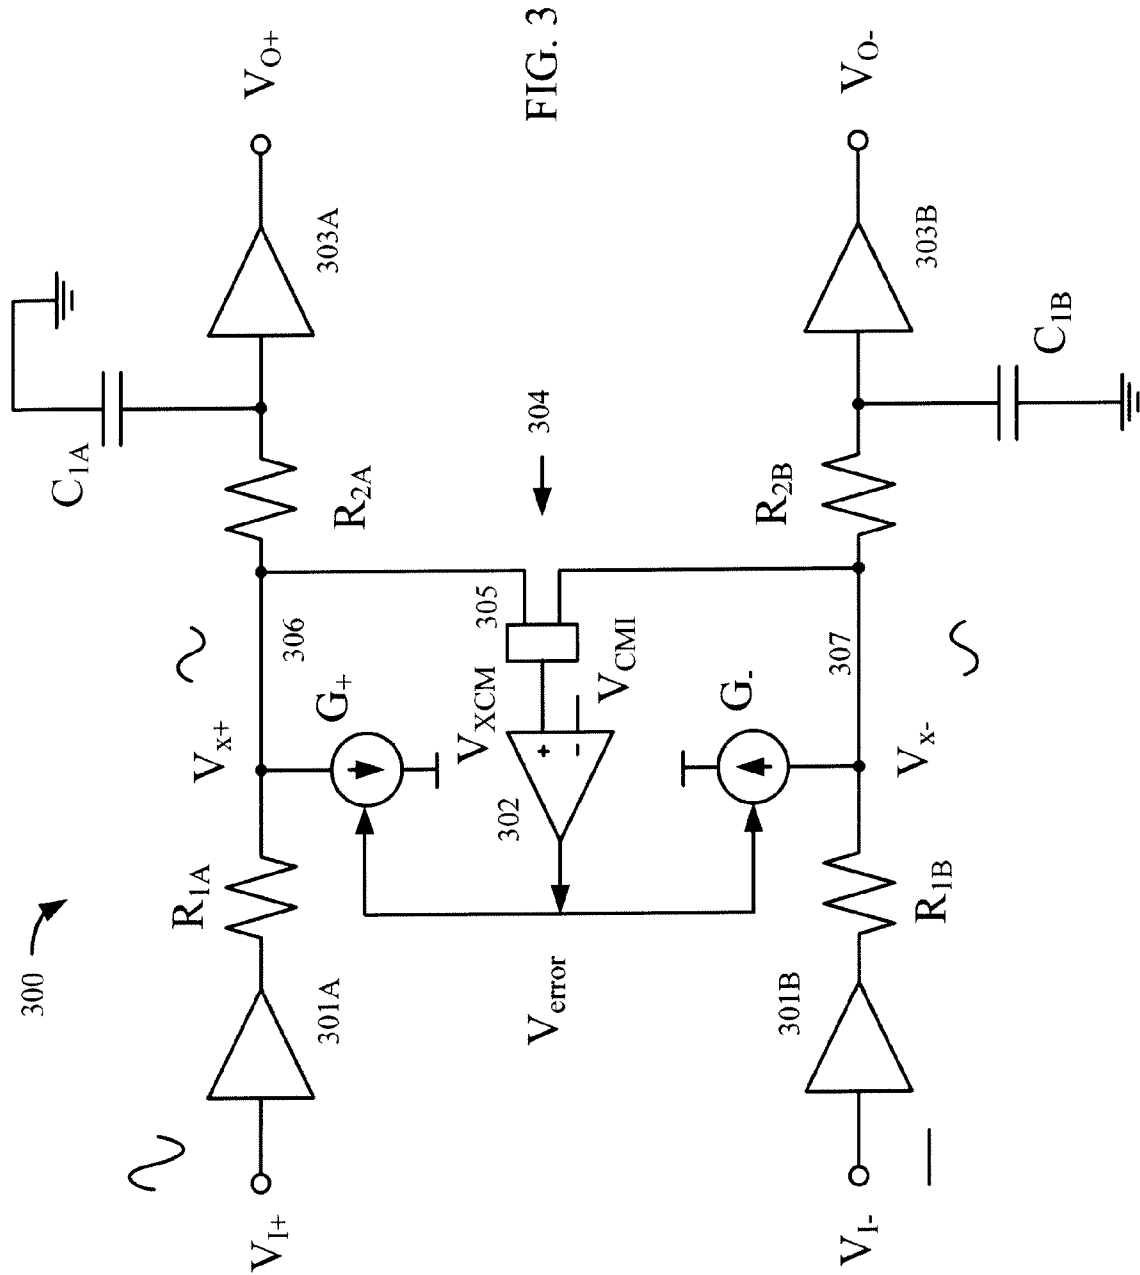 300
C1A
VI+
301A
R1A
Vx+
306
R2A
303A
VO+
G+
305
304
FIG. 3
Verror
302
+
-
VXCM
VCMI
G-
VI-
301B
R1B
Vx-
307
R2B
303B
VO-
C1B